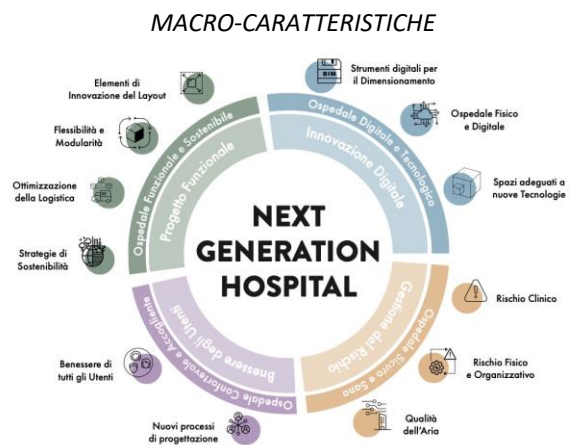 MACRO-CARATTERISTICHE
Elementi di
Innovazione del Layout
Flessibilità e
Modularità
Ottimizzazione
della Logistica
Strategie di
Sostenibilità
Ospedale Funzionale e Sostenibile
Progetto Funzionale
Strumenti digitali per
il Dimensionamento
BIM
Ospedale Fisico
e Digitale
Spazi adeguati a
nuove Tecnologie
Ospedale Digitale e Tecnologico
Innovazione Digitale
NEXT
GENERATION
HOSPITAL
Benessere degli Utenti
Ospedale Confortevole e Accogliente
Benessere di
tutti gli Utenti
Nuovi processi
di progettazione
Gestione del Rischio
Ospedale Sicuro e Sano
Rischio Clinico
Rischio Fisico
e Organizzativo
Qualità
dell'Aria